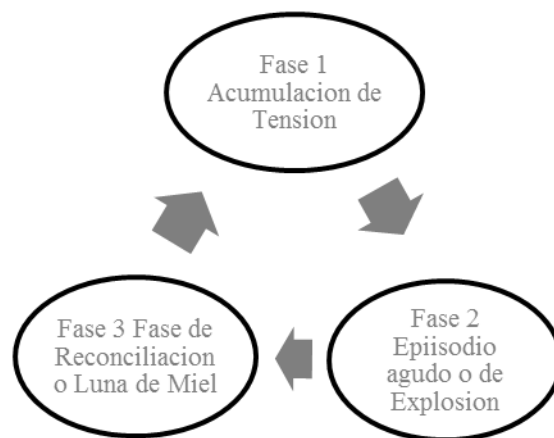 Fase 1
Acumulacion de
Tension
Fase 2
Epiisodio
agudo o de
Explosion
Fase 3 Fase de
Reconciliacion
o Luna de Miel